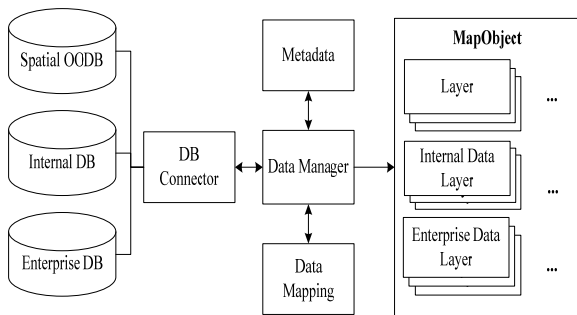 Spatial OODB
Internal DB
Enterprise DB
DB
Connector
Metadata
Data Manager
Data
Mapping
MapObject
Layer
...
Internal Data
Layer
...
Enterprise Data
Layer
...